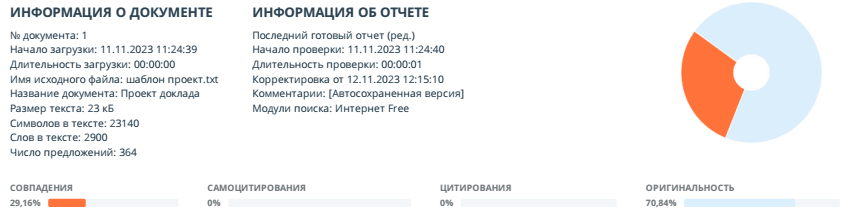 ИНФОРМАЦИЯ О ДОКУМЕНТЕ
№ документа: 1
Начало загрузки: 11.11.2023 11:24:39
Длительность загрузки: 00:00:00
Имя исходного файла: шаблон проект.txt
Название документа: Проект доклада
Размер текста: 23 кБ
Символов в тексте: 23140
Слов в тексте: 2900
Число предложений: 364
ИНФОРМАЦИЯ ОБ ОТЧЕТЕ
Последний готовый отчет (ред.)
Начало проверки: 11.11.2023 11:24:40
Длительность проверки: 00:00:01
Корректировка от 12.11.2023 12:15:10
Комментарии: [Автосохраненная версия]
Модули поиска: Интернет Free
СОВПАДЕНИЯ
29,16%
САМОЦИТИРОВАНИЯ
0%
ЦИТИРОВАНИЯ
0%
ОРИГИНАЛЬНОСТЬ
70,84%